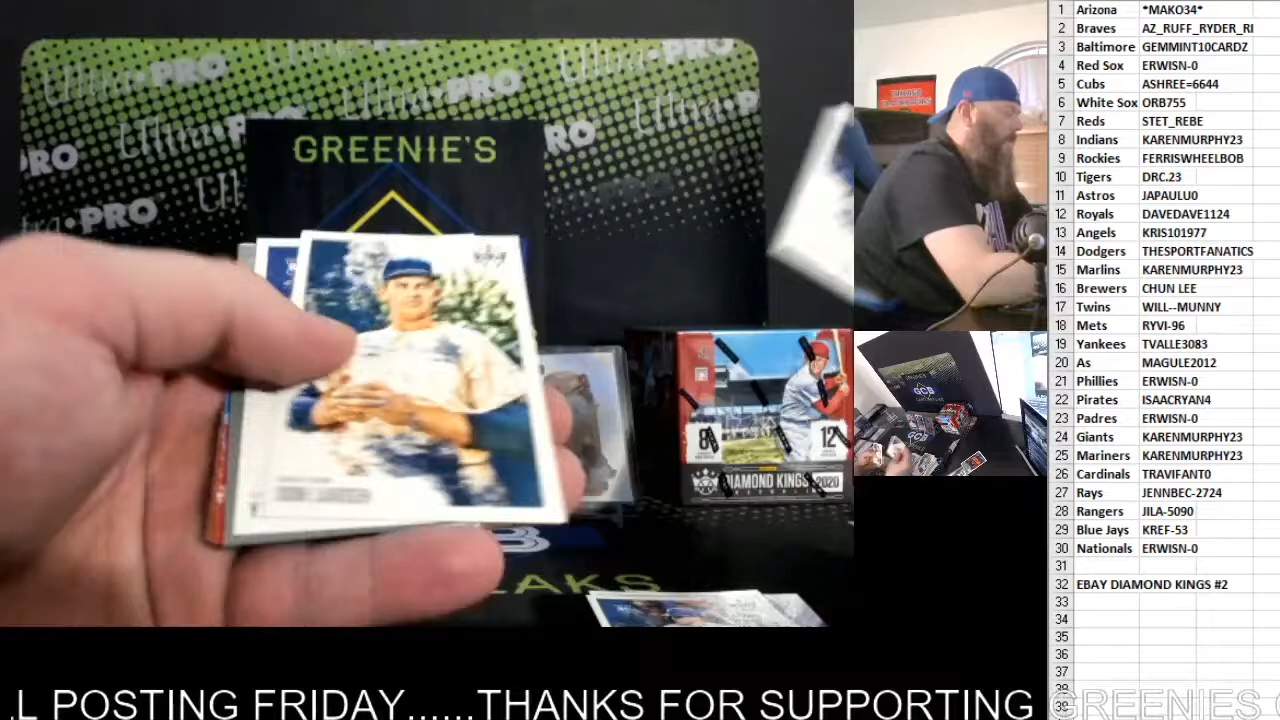 Ultra•PRO
GREENIE'S
8
12
DIAMOND KINGS 2020
GCB
1 Arizona *MAKO34*
2 Braves AZ_RUFF_RYDER_RI
3 Baltimore GEMMINT10CARDZ
4 Red Sox ERWISN-0
5 Cubs ASHREE=6644
6 White Sox ORB755
7 Reds STET_REBE
8 Indians KARENMURPHY23
9 Rockies FERRISWHEELBOB
10 Tigers DRC.23
11 Astros JAPAULU0
12 Royals DAVEDAVE1124
13 Angels KRIS101977
14 Dodgers THESPORTFANATICS
15 Marlins KARENMURPHY23
16 Brewers CHUN LEE
17 Twins WILL--MUNNY
18 Mets RYVI-96
19 Yankees TVALLE3083
20 As MAGULE2012
21 Phillies ERWISN-0
22 Pirates ISAACRYAN4
23 Padres ERWISN-0
24 Giants KARENMURPHY23
25 Mariners KARENMURPHY23
26 Cardinals TRAVIFANT0
27 Rays JENNBEC-2724
28 Rangers JILA-5090
29 Blue Jays KREF-53
30 Nationals ERWISN-0
31
32 EBAY DIAMOND KINGS #2
33
34
35
36
37
38
39
.L POSTING FRIDAY......THANKS FOR SUPPORTING GREENIES